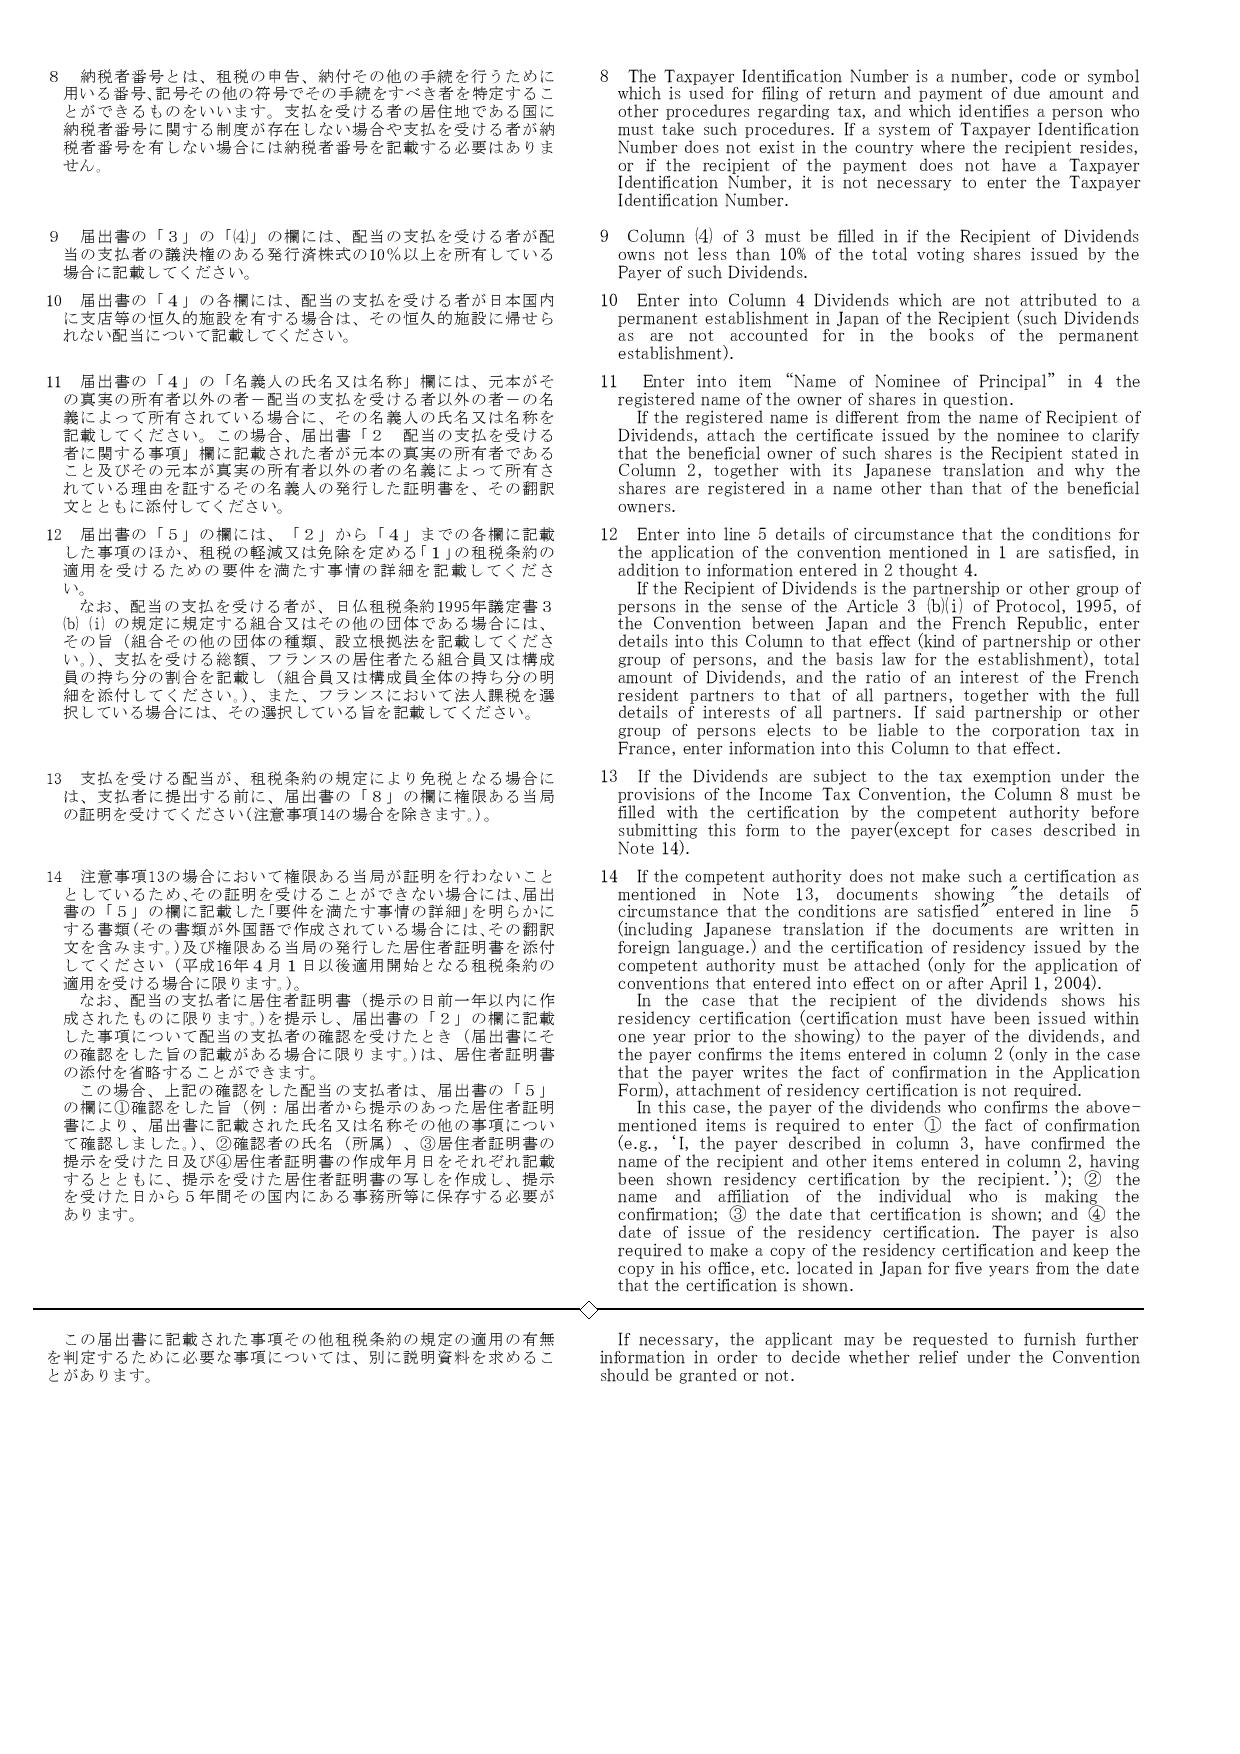 ８　納税者番号とは、租税の申告、納付その他の手続を行うために
用いる番号、記号その他の符号でその手続をすべき者を特定するこ
とができるものをいいます。支払を受ける者の居住地である国に
納税者番号に関する制度が存在しない場合や支払を受ける者が納
税者番号を有しない場合には納税者番号を記載する必要はありま
せん。
９　届出書の「３」の「⑷」の欄には、配当の支払を受ける者が配
当の支払者の議決権のある発行済株式の10％以上を所有している
場合に記載してください。
10　届出書の「４」の各欄には、配当の支払を受ける者が日本国内
に支店等の恒久的施設を有する場合は、その恒久的施設に帰せら
れない配当について記載してください。
11　届出書の「４」の「名義人の氏名又は名称」欄には、元本がそ
の真実の所有者以外の者－配当の支払を受ける者以外の者－の名
義によって所有されている場合に、その名義人の氏名又は名称を
記載してください。この場合、届出書「２　配当の支払を受ける
者に関する事項」欄に記載された者が元本の真実の所有者である
こと及びその元本が真実の所有者以外の者の名義によって所有さ
れている理由を証するその名義人の発行した証明書を、その翻訳
文とともに添付してください。
12　届出書の「５」の欄には、「２」から「４」までの各欄に記載
した事項のほか、租税の軽減又は免除を定める「１」の租税条約の
適用を受けるための要件を満たす事情の詳細を記載してくださ
い。
なお、配当の支払を受ける者が、日仏租税条約1995年議定書３
(b) (i) の規定に規定する組合又はその他の団体である場合には、
その旨（組合その他の団体の種類、設立根拠法を記載してくださ
い。）、支払を受ける総額、フランスの居住者たる組合員又は構成
員の持ち分の割合を記載し（組合員又は構成員全体の持ち分の明
細を添付してください。）、また、フランスにおいて法人課税を選
択している場合には、その選択している旨を記載してください。
13　支払を受ける配当が、租税条約の規定により免税となる場合に
は、支払者に提出する前に、届出書の「８」の欄に権限ある当局
の証明を受けてください（注意事項14の場合を除きます。）。
14　注意事項13の場合において権限ある当局が証明を行わないこと
としているため、その証明を受けることができない場合には、届出
書の「５」の欄に記載した「要件を満たす事情の詳細」を明らかに
する書類（その書類が外国語で作成されている場合には、その翻訳
文を含みます。）及び権限ある当局の発行した居住者証明書を添付
してください（平成16年４月１日以後適用開始となる租税条約の
適用を受ける場合に限ります。）。
なお、配当の支払者に居住者証明書（提示の日前一年以内に作
成されたものに限ります。）を提示し、届出書の「２」の欄に記載
した事項について配当の支払者の確認を受けたとき（届出書にそ
の確認をした旨の記載がある場合に限ります。）は、居住者証明書
の添付を省略することができます。
この場合、上記の確認をした配当の支払者は、届出書の「５」
の欄に①確認をした旨（例：届出者から提示のあった居住者証明
書により、届出書に記載された氏名又は名称その他の事項につい
て確認しました。）、②確認者の氏名（所属）、③居住者証明書の
提示を受けた日及び④居住者証明書の作成年月日をそれぞれ記載
するとともに、提示を受けた居住者証明書の写しを作成し、提示
を受けた日から５年間その国内にある事務所等に保存する必要が
あります。
この届出書に記載された事項その他租税条約の規定の適用の有無
を判定するために必要な事項については、別に説明資料を求めるこ
とがあります。
8　The Taxpayer Identification Number is a number, code or symbol
which is used for filing of return and payment of due amount and
other procedures regarding tax, and which identifies a person who
must take such procedures. If a system of Taxpayer Identification
Number does not exist in the country where the recipient resides,
or if the recipient of the payment does not have a Taxpayer
Identification Number, it is not necessary to enter the Taxpayer
Identification Number.
9　Column ⑷ of 3 must be filled in if the Recipient of Dividends
owns not less than 10% of the total voting shares issued by the
Payer of such Dividends.
10　Enter into Column 4 Dividends which are not attributed to a
permanent establishment in Japan of the Recipient (such Dividends
as are not accounted for in the books of the permanent
establishment).
11　Enter into item “Name of Nominee of Principal” in 4 the
registered name of the owner of shares in question.
If the registered name is different from the name of Recipient of
Dividends, attach the certificate issued by the nominee to clarify
that the beneficial owner of such shares is the Recipient stated in
Column 2, together with its Japanese translation and why the
shares are registered in a name other than that of the beneficial
owners.
12　Enter into line 5 details of circumstance that the conditions for
the application of the convention mentioned in 1 are satisfied, in
addition to information entered in 2 thought 4.
If the Recipient of Dividends is the partnership or other group of
persons in the sense of the Article 3 (b)(i) of Protocol, 1995, of
the Convention between Japan and the French Republic, enter
details into this Column to that effect (kind of partnership or other
group of persons, and the basis law for the establishment), total
amount of Dividends, and the ratio of an interest of the French
resident partners to that of all partners, together with the full
details of interests of all partners. If said partnership or other
group of persons elects to be liable to the corporation tax in
France, enter information into this Column to that effect.
13　If the Dividends are subject to the tax exemption under the
provisions of the Income Tax Convention, the Column 8 must be
filled with the certification by the competent authority before
submitting this form to the payer(except for cases described in
Note 14).
14　If the competent authority does not make such a certification as
mentioned in Note 13, documents showing ″the details of
circumstance that the conditions are satisfied″ entered in line 5
(including Japanese translation if the documents are written in
foreign language.) and the certification of residency issued by the
competent authority must be attached (only for the application of
conventions that entered into effect on or after April 1, 2004).
In the case that the recipient of the dividends shows his
residency certification (certification must have been issued within
one year prior to the showing) to the payer of the dividends, and
the payer confirms the items entered in column 2 (only in the case
that the payer writes the fact of confirmation in the Application
Form), attachment of residency certification is not required.
In this case, the payer of the dividends who confirms the above-
mentioned items is required to enter ① the fact of confirmation
(e.g., ‘I, the payer described in column 3, have confirmed the
name of the recipient and other items entered in column 2, having
been shown residency certification by the recipient.’); ② the
name and affiliation of the individual who is making the
confirmation; ③ the date that certification is shown; and ④ the
date of issue of the residency certification. The payer is also
required to make a copy of the residency certification and keep the
copy in his office, etc. located in Japan for five years from the date
that the certification is shown.
If necessary, the applicant may be requested to furnish further
information in order to decide whether relief under the Convention
should be granted or not.